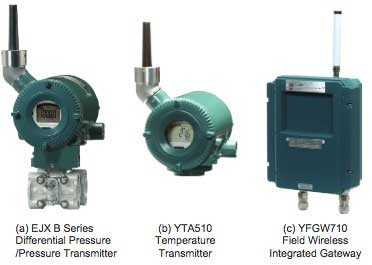 (a) EJX B Series
Differential Pressure
/Pressure Transmitter
(b) YTA510
Temperature
Transmitter
(c) YFGW710
Field Wireless
Integrated Gateway